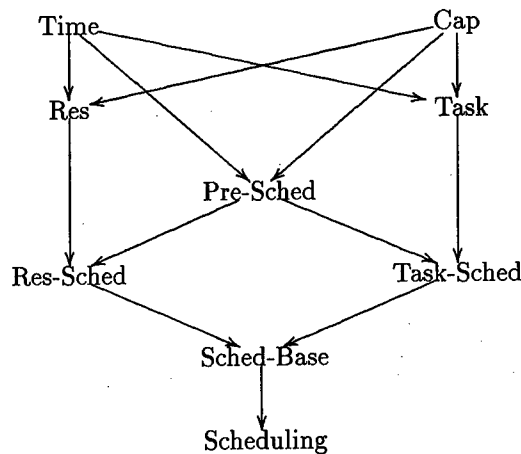 Time
Cap
Res
Task
Pre-Sched
Res-Sched
Task-Sched
Sched-Base
Scheduling